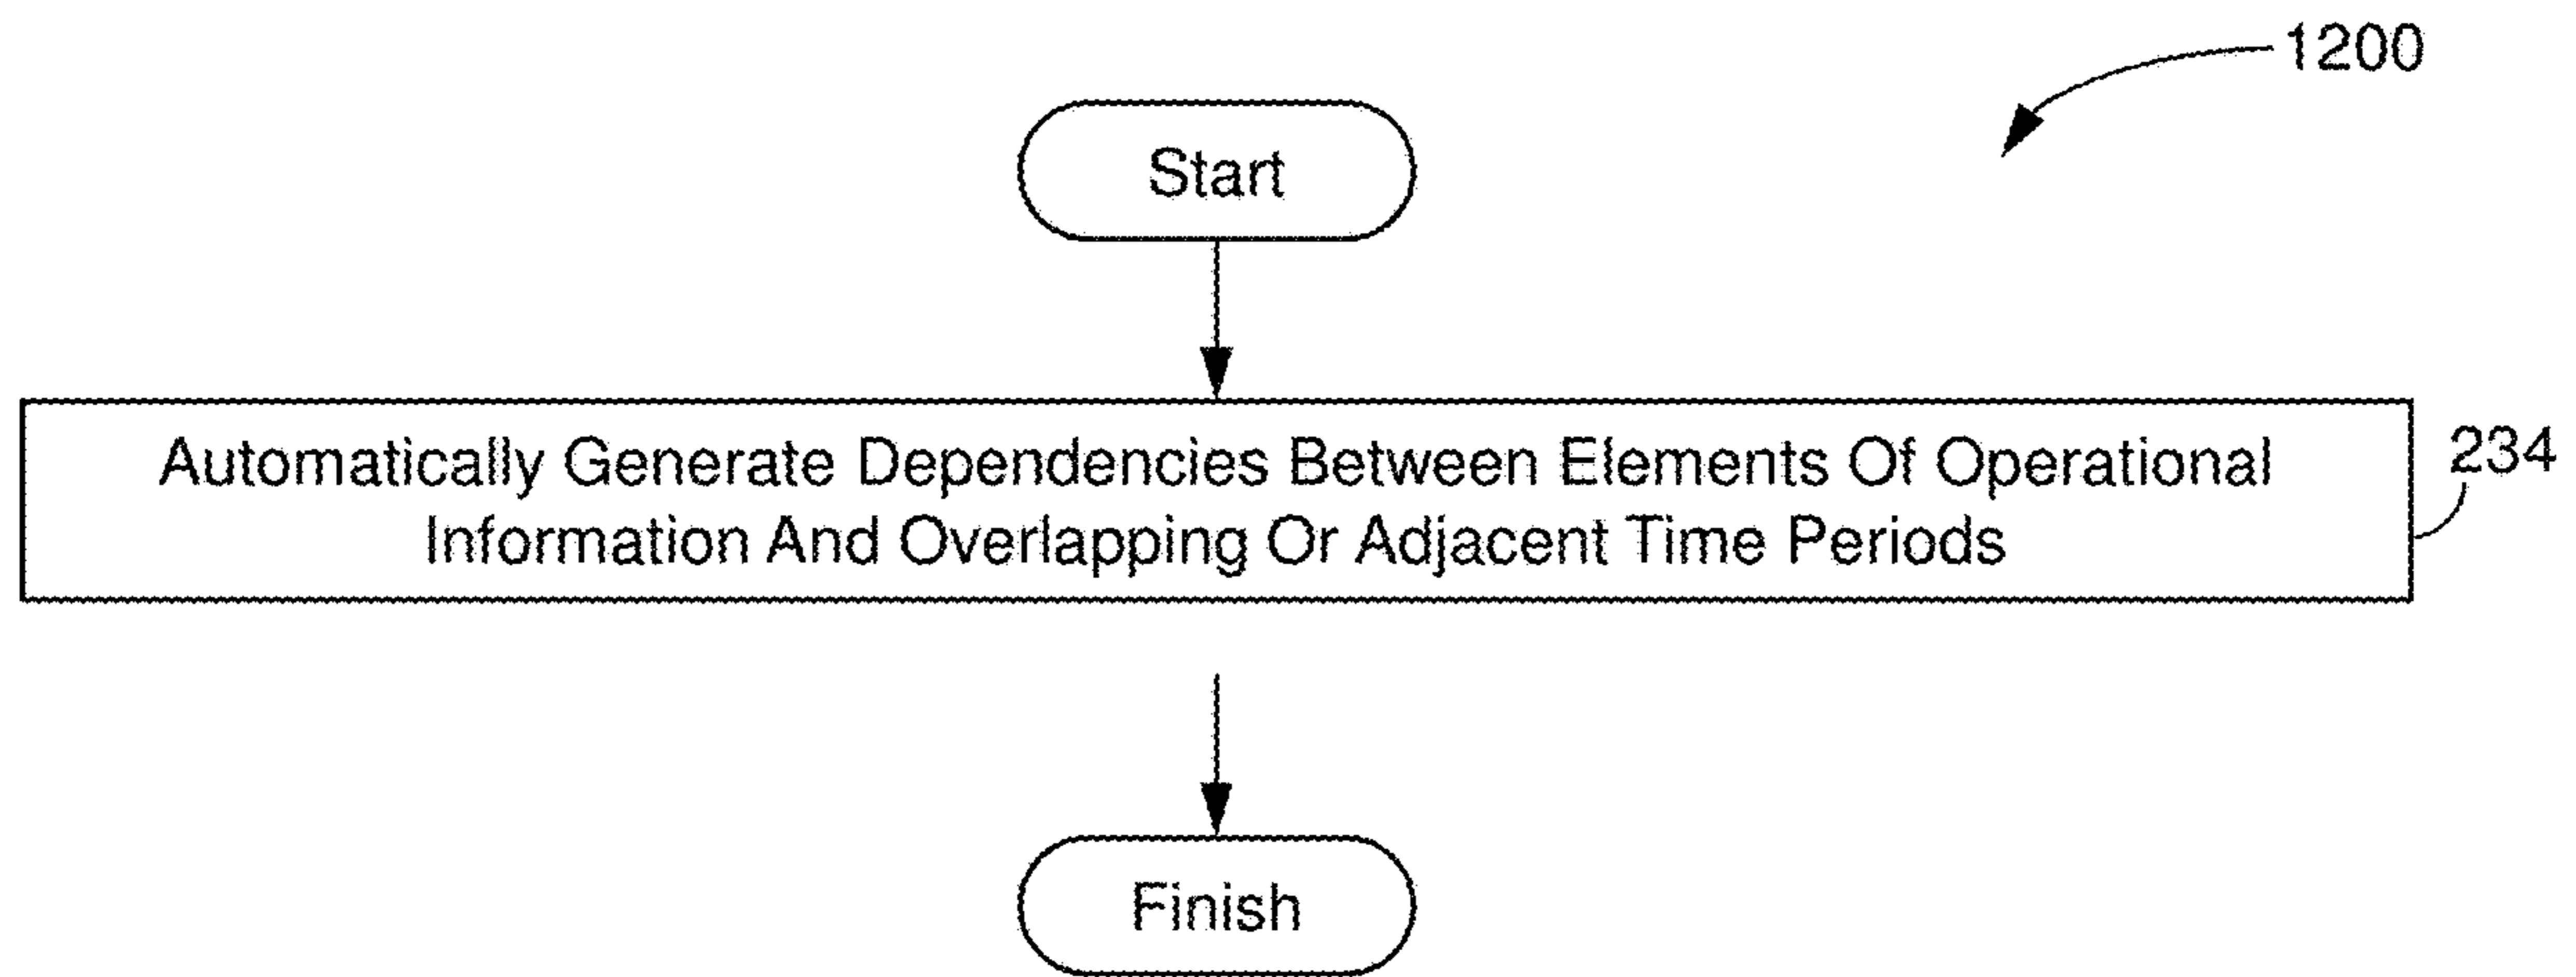 1200
Start
Automatically Generate Dependencies Between Elements Of Operational
Information And Overlapping Or Adjacent Time Periods
234
Finish